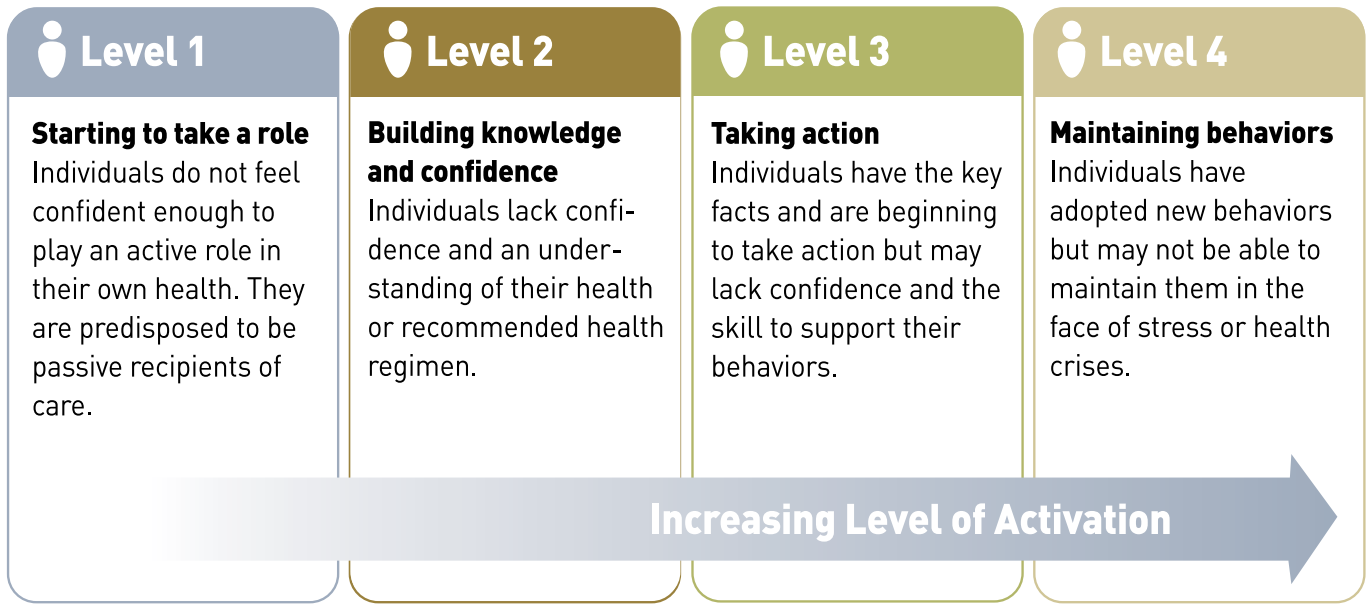 Level 1
Starting to take a role
Individuals do not feel
confident enough to
play an active role in
their own health. They
are predisposed to be
passive recipients of
care.
Level 2
Building knowledge
and confidence
Individuals lack confi-
dence and an under-
standing of their health
or recommended health
regimen.
Level 3
Taking action
Individuals have the key
facts and are beginning
to take action but may
lack confidence and the
skill to support their
behaviors.
Level 4
Maintaining behaviors
Individuals have
adopted new behaviors
but may not be able to
maintain them in the
face of stress or health
crises.
Increasing Level of Activation